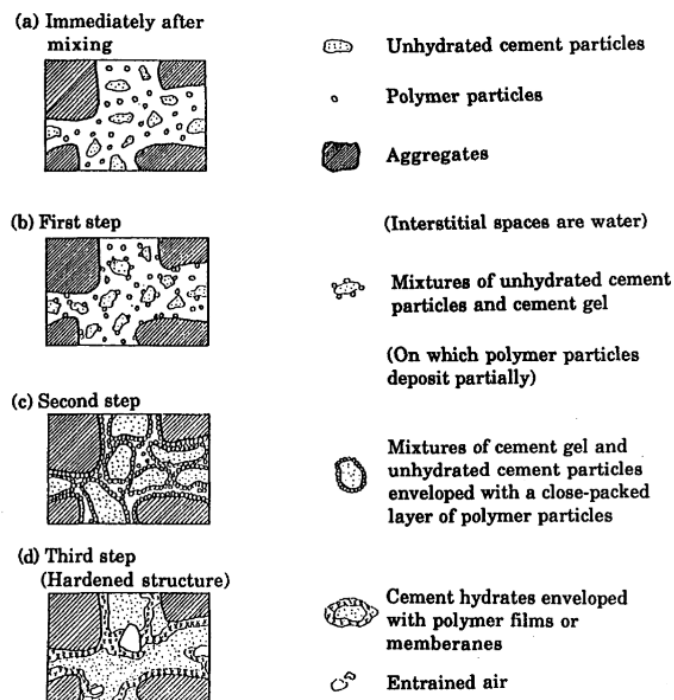 (a) Immediately after
mixing
Unhydrated cement particles
Polymer particles
Aggregates
(b) First step
(Interstitial spaces are water)
Mixtures of unhydrated cement
particles and cement gel
(On which polymer particles
deposit partially)
(c) Second step
Mixtures of cement gel and
unhydrated cement particles
enveloped with a close-packed
layer of polymer particles
(d) Third step
(Hardened structure)
Cement hydrates enveloped
with polymer films or
memberanes
Entrained air